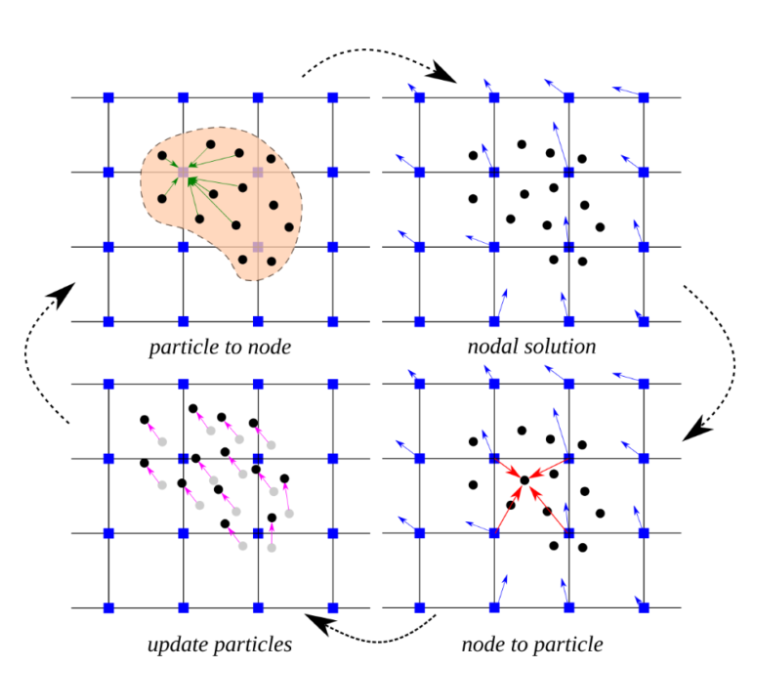 particle to node
nodal solution
update particles
node to particle